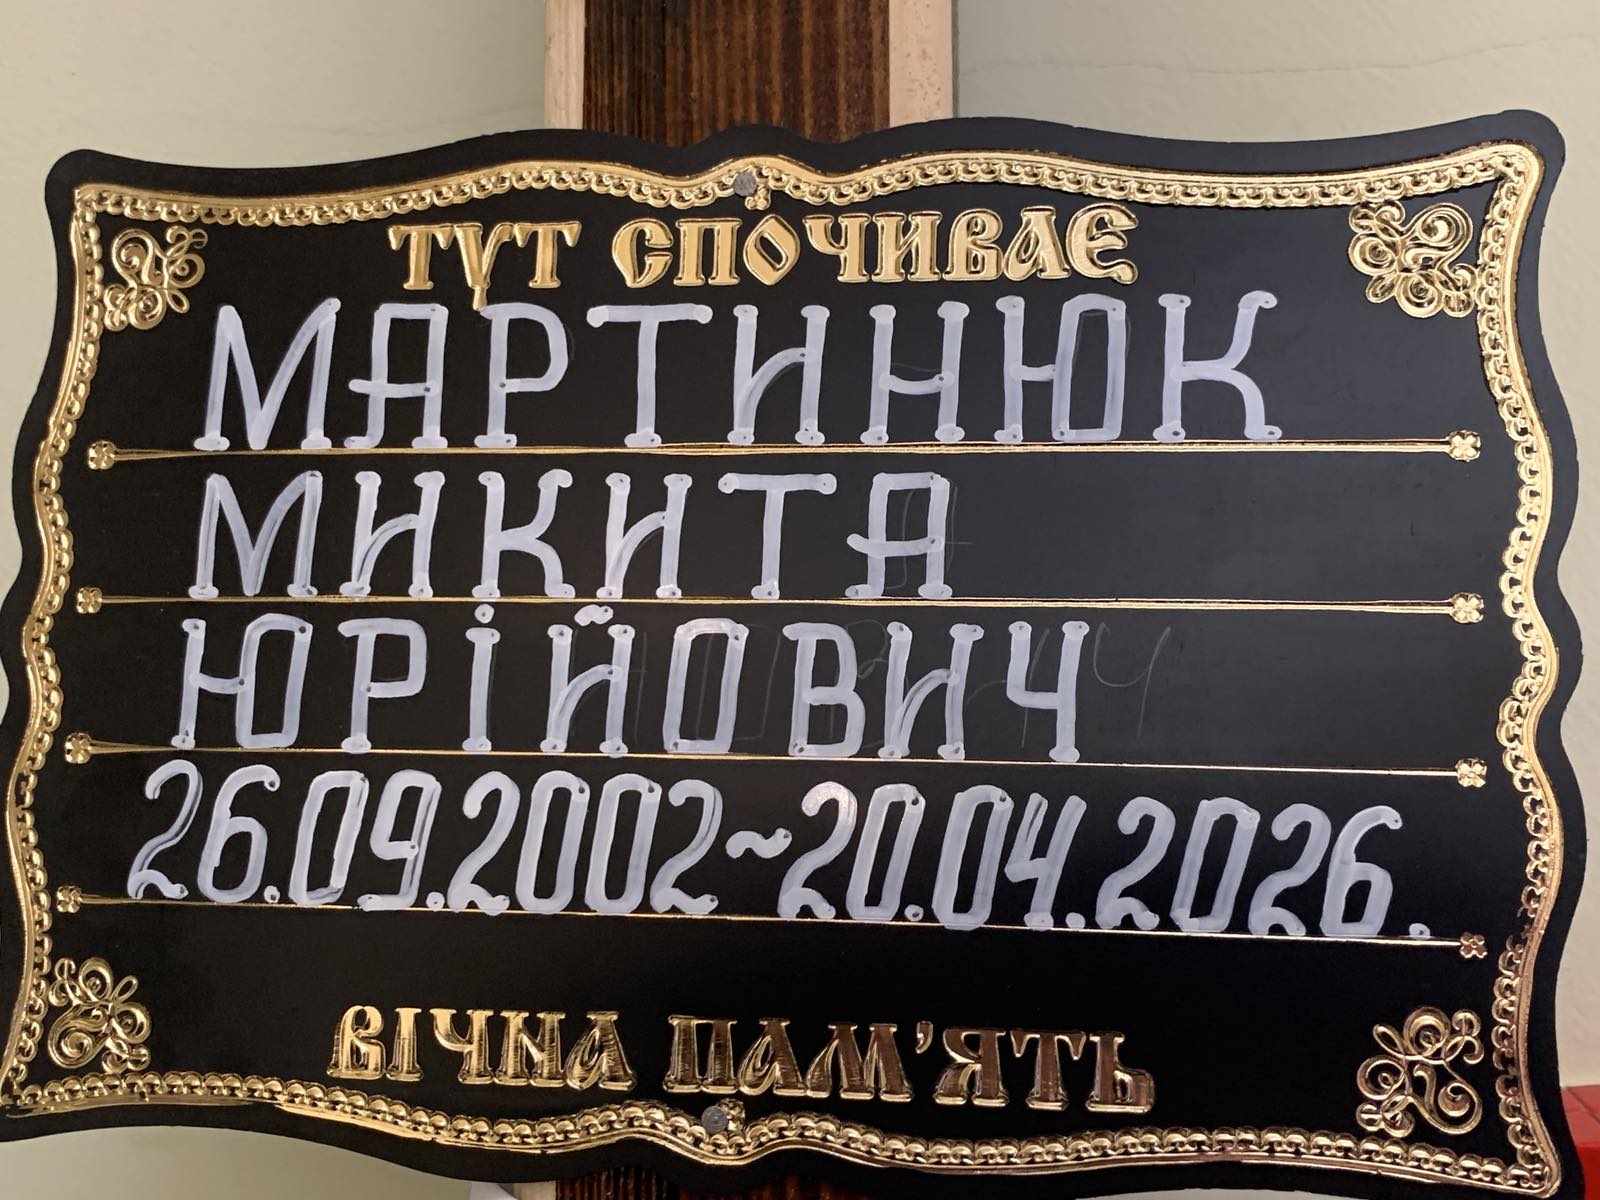 ТУТ СПОЧИВАЄ
МАРТИНЮК
МИКИТА
ЮРІЙОВИЧ
26.09.2002~20.04.2026.
ВІЧНА ПАМ'ЯТЬ